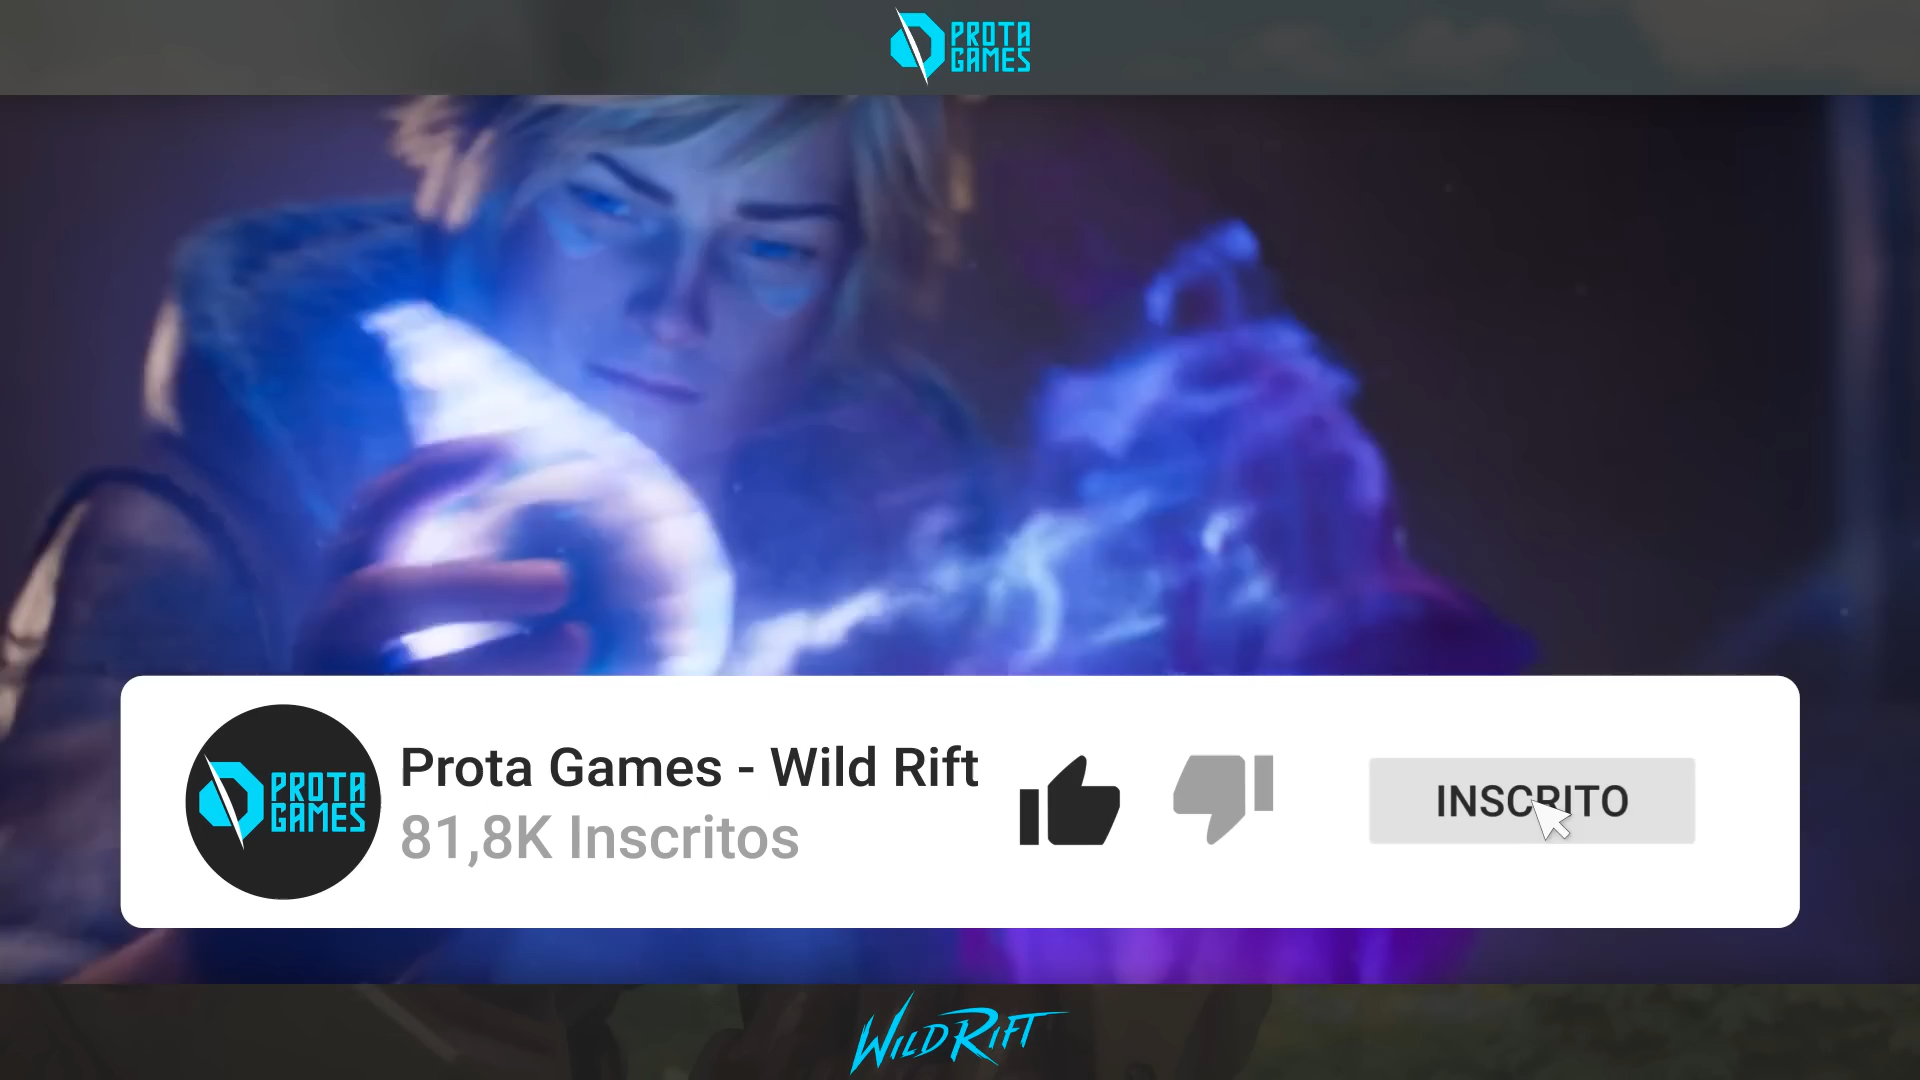 PROTA
GAMES
Prota Games - Wild Rift
81,8K Inscritos
PROTA
GAMES
INSCRITO
WILD RIFT